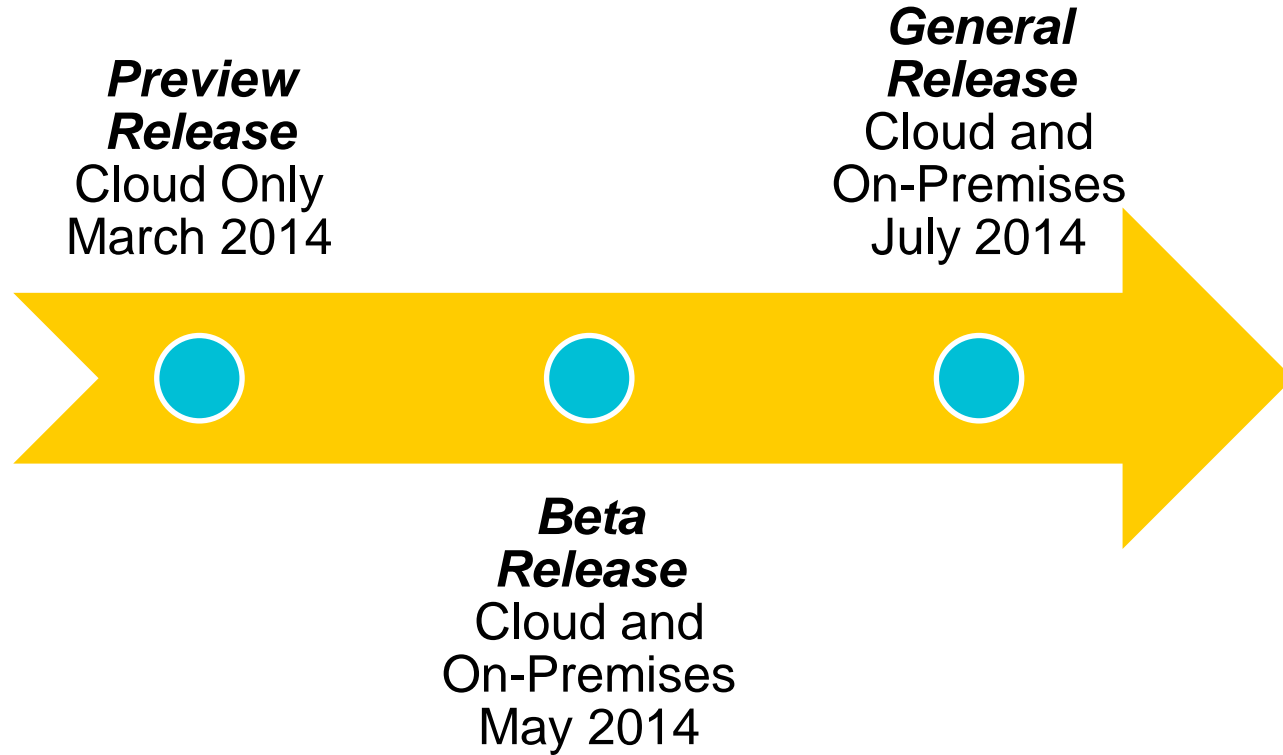 Preview
Release
Cloud Only
March 2014
Beta
Release
Cloud and
On-Premises
May 2014
General
Release
Cloud and
On-Premises
July 2014